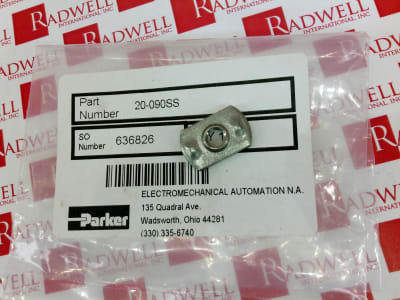 RADWELL
INTERNATIONAL, INC.
Part
Number
20-090SS
SO
Number
636826
ELECTROMECHANICAL AUTOMATION N.A.
135 Quadral Ave.
Wadsworth, Ohio 44281
(330) 335-6740
Parker